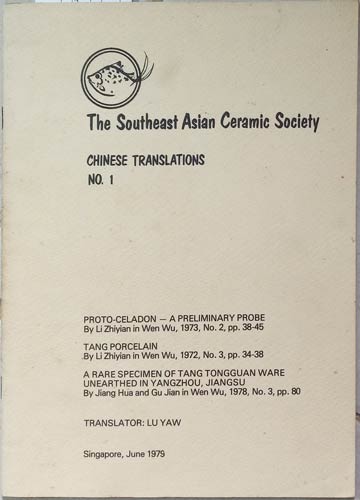 The Southeast Asian Ceramic Society
CHINESE TRANSLATIONS
NO. 1
PROTO-CELADON — A PRELIMINARY PROBE
By Li Zhiyian in Wen Wu, 1973, No. 2, pp. 38-45
TANG PORCELAIN
By Li Zhiyian in Wen Wu, 1972, No. 3, pp. 34-38
A RARE SPECIMEN OF TANG TONGGUAN WARE
UNEARTHED IN YANGZHOU, JIANGSU
By Jiang Hua and Gu Jian in Wen Wu, 1978, No. 3, pp. 80
TRANSLATOR: LU YAW
Singapore, June 1979